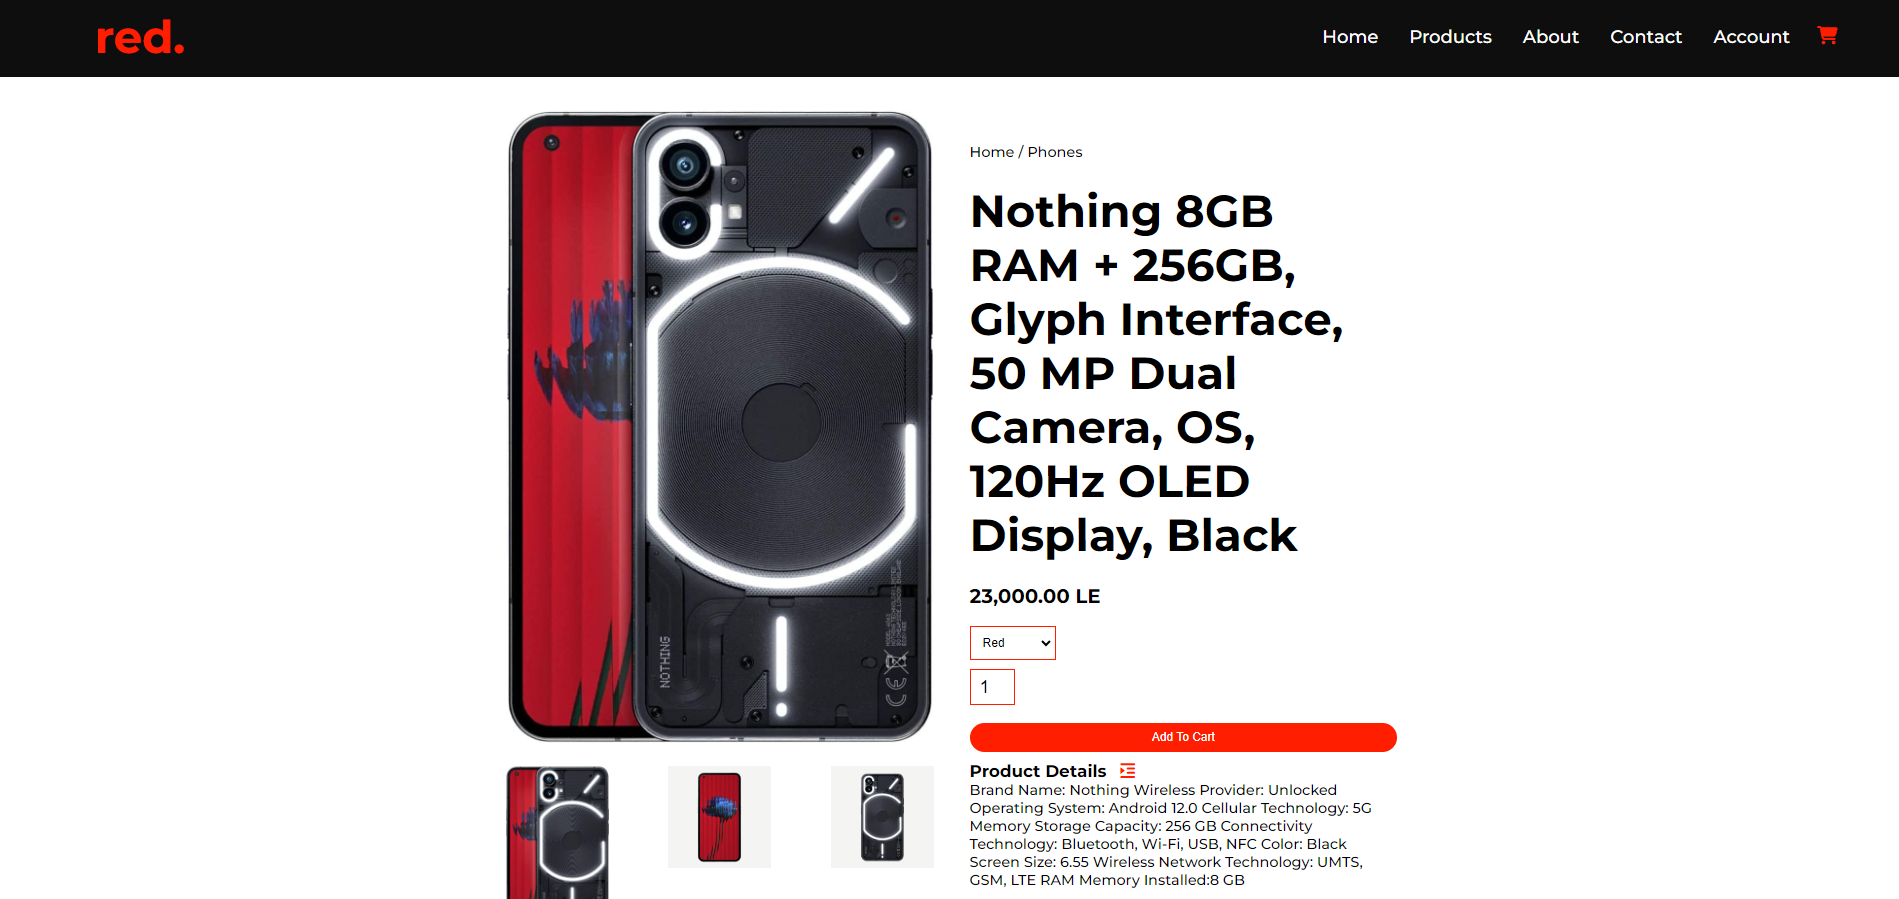 red.
Home Products About Contact Account
Home / Phones
Nothing 8GB
RAM + 256GB,
Glyph Interface,
50 MP Dual
Camera, OS,
120Hz OLED
Display, Black
23,000.00 LE
Red
1
Add To Cart
Product Details
Brand Name: Nothing Wireless Provider: Unlocked
Operating System: Android 12.0 Cellular Technology: 5G
Memory Storage Capacity: 256 GB Connectivity
Technology: Bluetooth, Wi-Fi, USB, NFC Color: Black
Screen Size: 6.55 Wireless Network Technology: UMTS,
GSM, LTE RAM Memory Installed:8 GB
NOTHING
CE